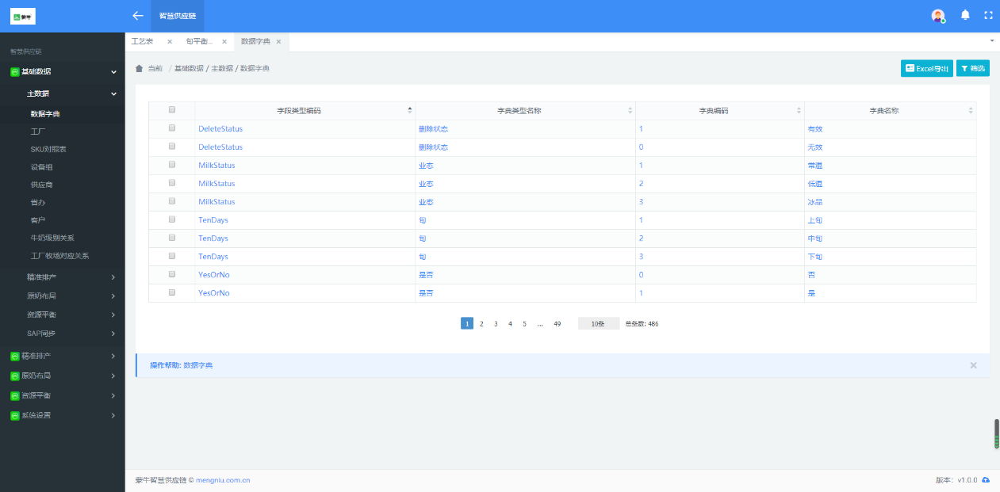 蒙牛
智慧供应链
工艺表 × 旬平衡... × 数据字典 ×
智慧供应链
基础数据
主数据
数据字典
工厂
SKU对照表
设备组
供应商
省办
客户
牛奶级别关系
工厂牧场对应关系
精准排产
原奶布局
资源平衡
SAP同步
精准排产
原奶布局
资源平衡
系统设置
当前 / 基础数据 / 主数据 / 数据字典
Excel导出 筛选
字段类型编码 字典类型名称 字典编码 字典名称
DeleteStatus 删除状态 1 有效
DeleteStatus 删除状态 0 无效
MilkStatus 业态 1 常温
MilkStatus 业态 2 低温
MilkStatus 业态 3 冰品
TenDays 旬 1 上旬
TenDays 旬 2 中旬
TenDays 旬 3 下旬
YesOrNo 是否 0 否
YesOrNo 是否 1 是
1 2 3 4 5 ... 49 10条 总条数: 486
操作帮助: 数据字典 ×
蒙牛智慧供应链 © mengniu.com.cn
版本: v1.0.0